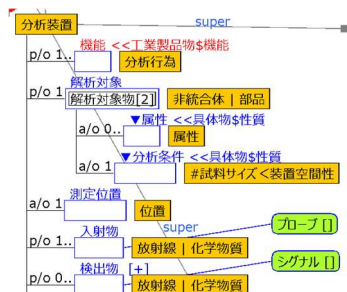 分析装置
super
機能 <<工業製品物$機能
p/o 1..
分析行為
解析対象
p/o 1
解析対象物[2]
非統合体 | 部品
▼属性 <<具体物$性質
a/o 0..
属性
▼分析条件 <<具体物$性質
a/o 1
#試料サイズ<装置空間性
測定位置
a/o 1
位置
super
プローブ []
入射物
p/o 1..
放射線 | 化学物質
シグナル []
検出物 [+]
p/o 0..
放射線 | 化学物質